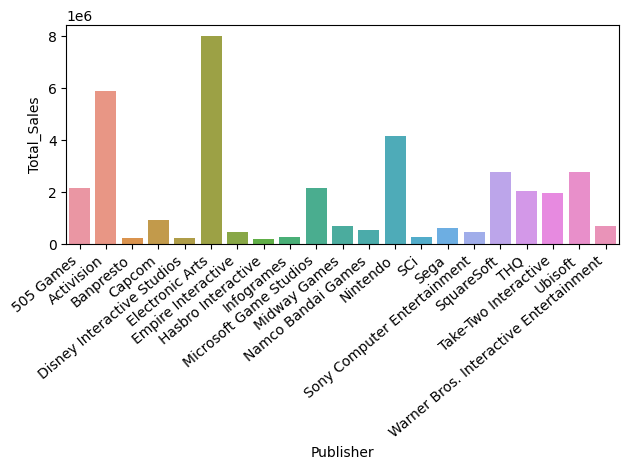 1e6
8
6
4
2
0
Total_Sales
505 Games
Activision
Banpresto
Capcom
Disney Interactive Studios
Electronic Arts
Empire Interactive
Hasbro Interactive
Infogrames
Microsoft Game Studios
Midway Games
Namco Bandai Games
Nintendo
SCi
Sega
Sony Computer Entertainment
SquareSoft
THQ
Take-Two Interactive
Ubisoft
Warner Bros. Interactive Entertainment
Publisher